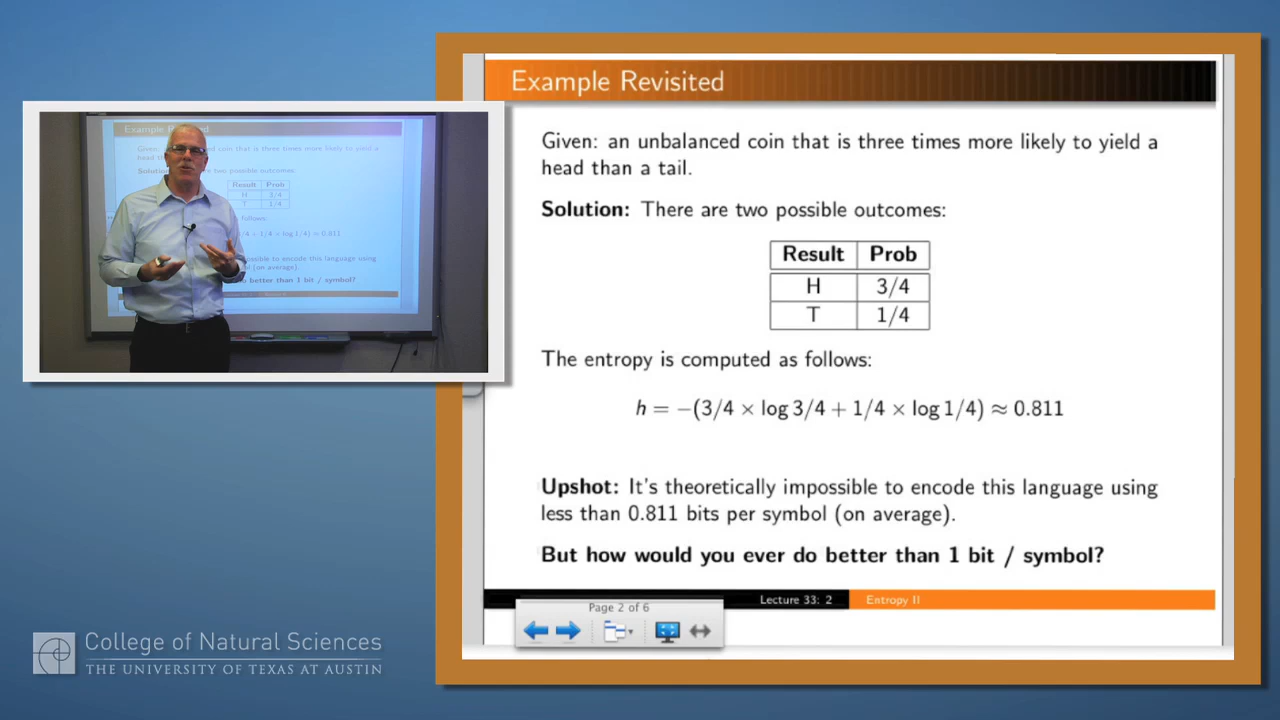 Example Revisited
Given: an unbalanced coin that is three times more likely to yield a
head than a tail.
Solution: There are two possible outcomes:
Result Prob
H 3/4
T 1/4
The entropy is computed as follows:
h = −(3/4 × log 3/4 + 1/4 × log 1/4) ≈ 0.811
Upshot: It's theoretically impossible to encode this language using
less than 0.811 bits per symbol (on average).
But how would you ever do better than 1 bit / symbol?
Lecture 33: 2 Entropy II
Page 2 of 6
College of Natural Sciences
THE UNIVERSITY OF TEXAS AT AUSTIN